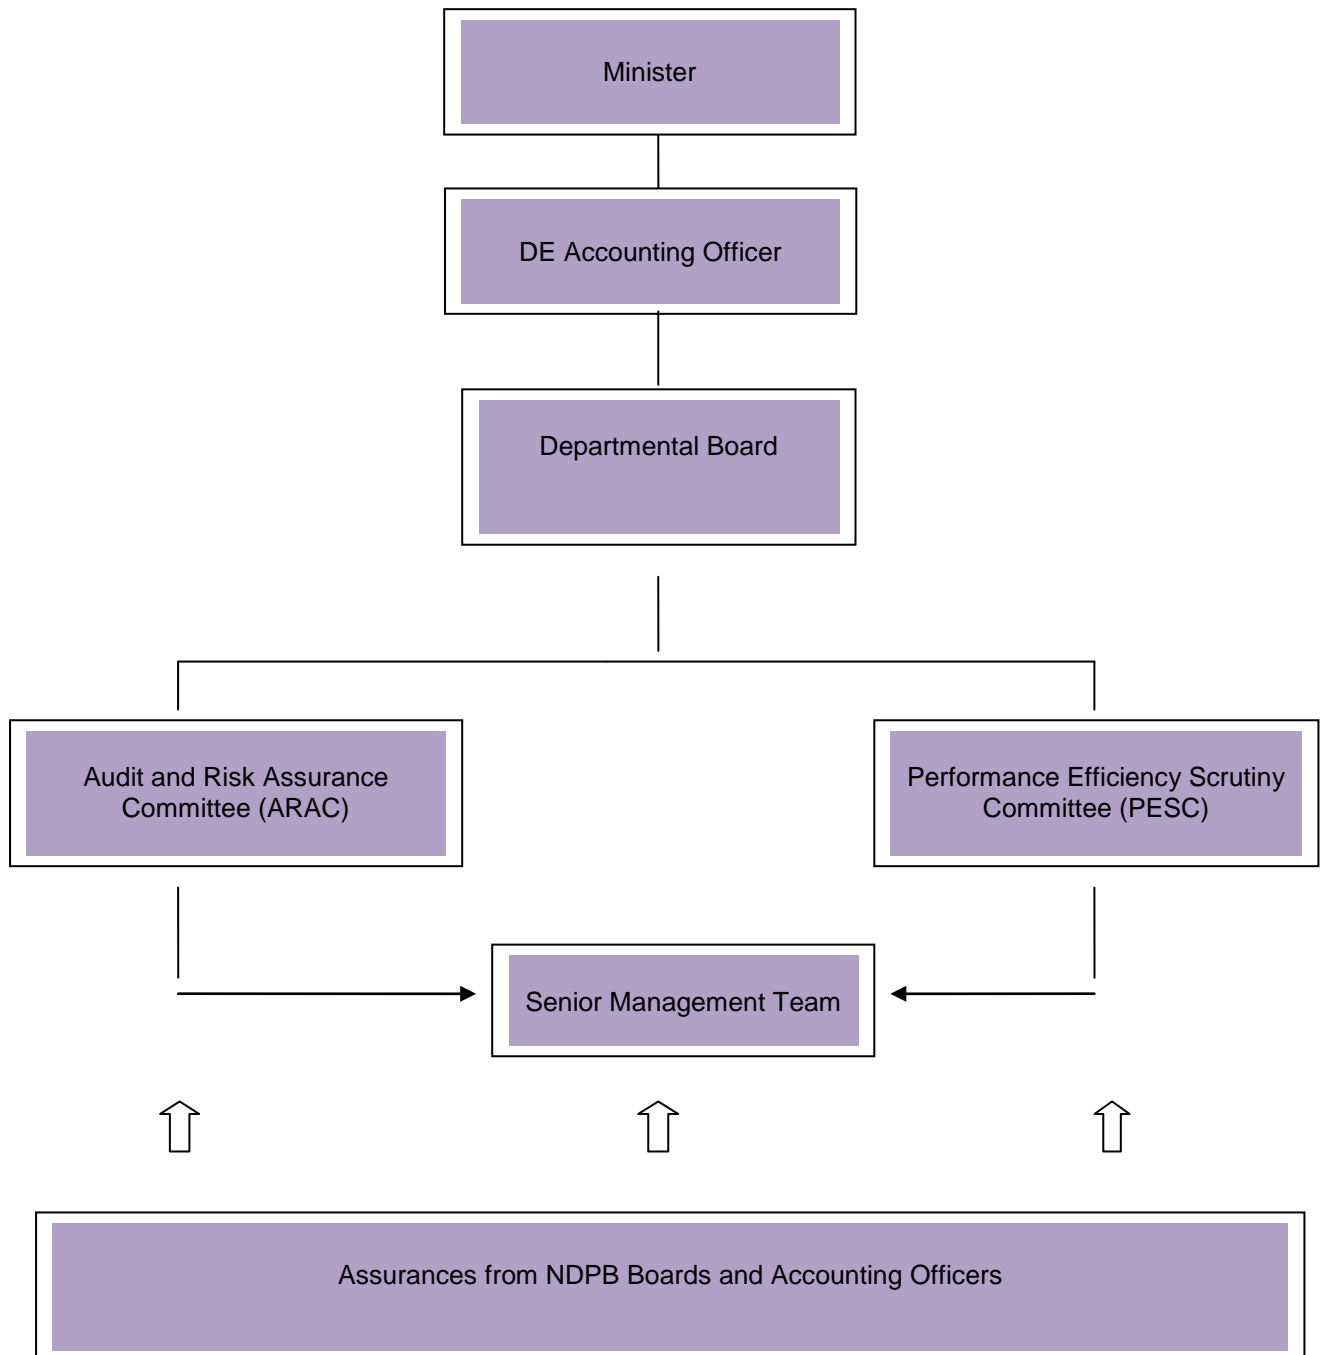 Minister
DE Accounting Officer
Departmental Board
Audit and Risk Assurance
Committee (ARAC)
Performance Efficiency Scrutiny
Committee (PESC)
Senior Management Team
Assurances from NDPB Boards and Accounting Officers